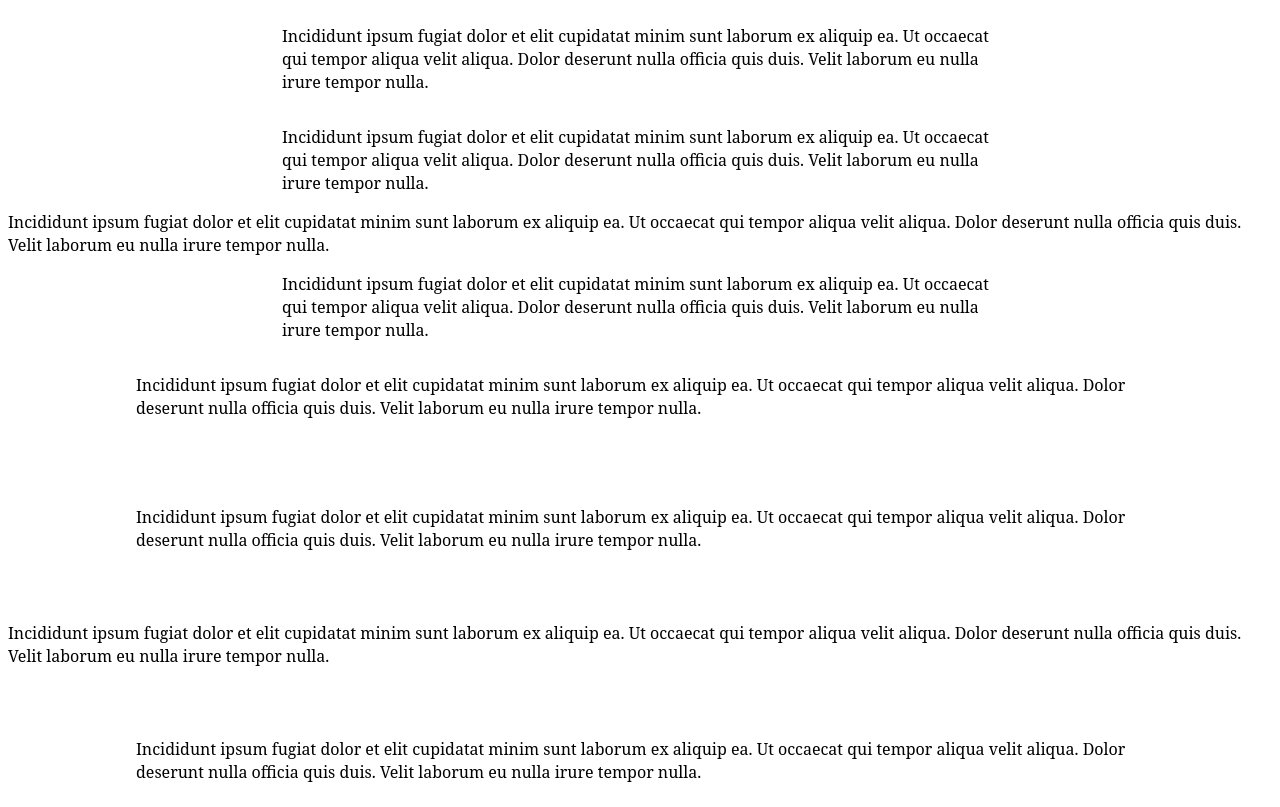 Incididunt ipsum fugiat dolor et elit cupidatat minim sunt laborum ex aliquip ea. Ut occaecat
qui tempor aliqua velit aliqua. Dolor deserunt nulla officia quis duis. Velit laborum eu nulla
irure tempor nulla.
Incididunt ipsum fugiat dolor et elit cupidatat minim sunt laborum ex aliquip ea. Ut occaecat
qui tempor aliqua velit aliqua. Dolor deserunt nulla officia quis duis. Velit laborum eu nulla
irure tempor nulla.
Incididunt ipsum fugiat dolor et elit cupidatat minim sunt laborum ex aliquip ea. Ut occaecat qui tempor aliqua velit aliqua. Dolor deserunt nulla officia quis duis.
Velit laborum eu nulla irure tempor nulla.
Incididunt ipsum fugiat dolor et elit cupidatat minim sunt laborum ex aliquip ea. Ut occaecat
qui tempor aliqua velit aliqua. Dolor deserunt nulla officia quis duis. Velit laborum eu nulla
irure tempor nulla.
Incididunt ipsum fugiat dolor et elit cupidatat minim sunt laborum ex aliquip ea. Ut occaecat qui tempor aliqua velit aliqua. Dolor
deserunt nulla officia quis duis. Velit laborum eu nulla irure tempor nulla.
Incididunt ipsum fugiat dolor et elit cupidatat minim sunt laborum ex aliquip ea. Ut occaecat qui tempor aliqua velit aliqua. Dolor
deserunt nulla officia quis duis. Velit laborum eu nulla irure tempor nulla.
Incididunt ipsum fugiat dolor et elit cupidatat minim sunt laborum ex aliquip ea. Ut occaecat qui tempor aliqua velit aliqua. Dolor deserunt nulla officia quis duis.
Velit laborum eu nulla irure tempor nulla.
Incididunt ipsum fugiat dolor et elit cupidatat minim sunt laborum ex aliquip ea. Ut occaecat qui tempor aliqua velit aliqua. Dolor
deserunt nulla officia quis duis. Velit laborum eu nulla irure tempor nulla.